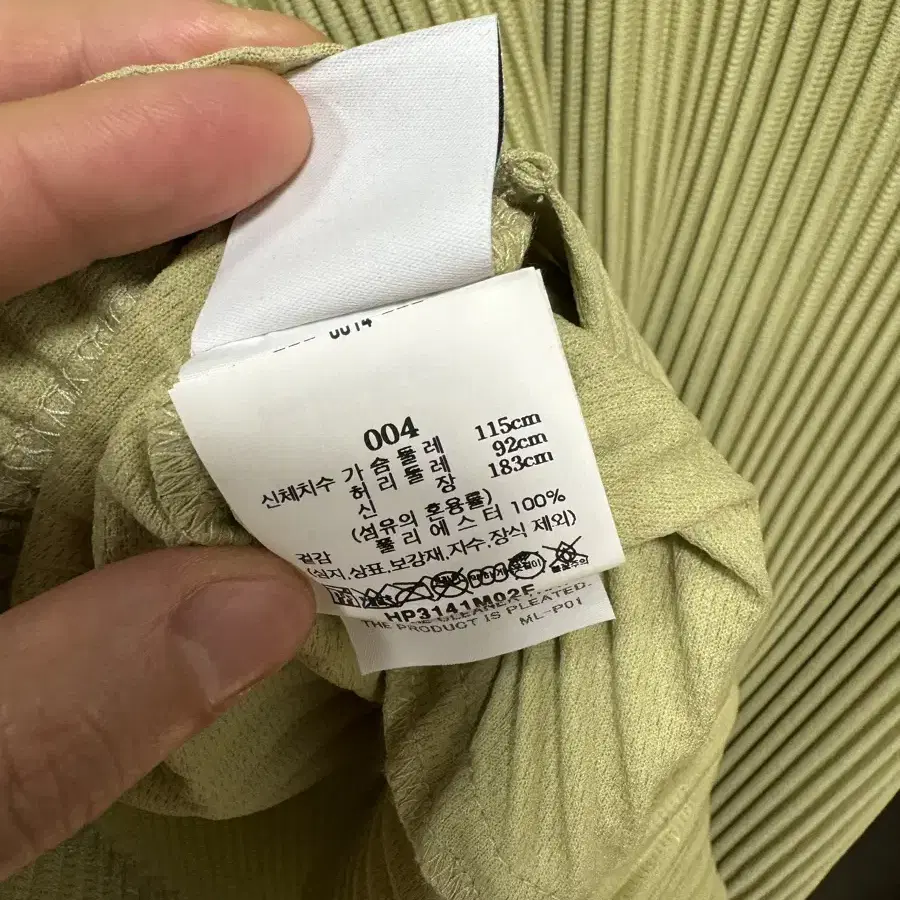 004
신체치수 가슴둘레 115cm
허리둘레 92cm
신장 183cm
(섬유의 혼용률)
겉감 폴리에스터 100%
(심지,상표,보강재,자수,장식 제외)
HP3141M02F
THE PRODUCT IS PLEATED.
ML-P01